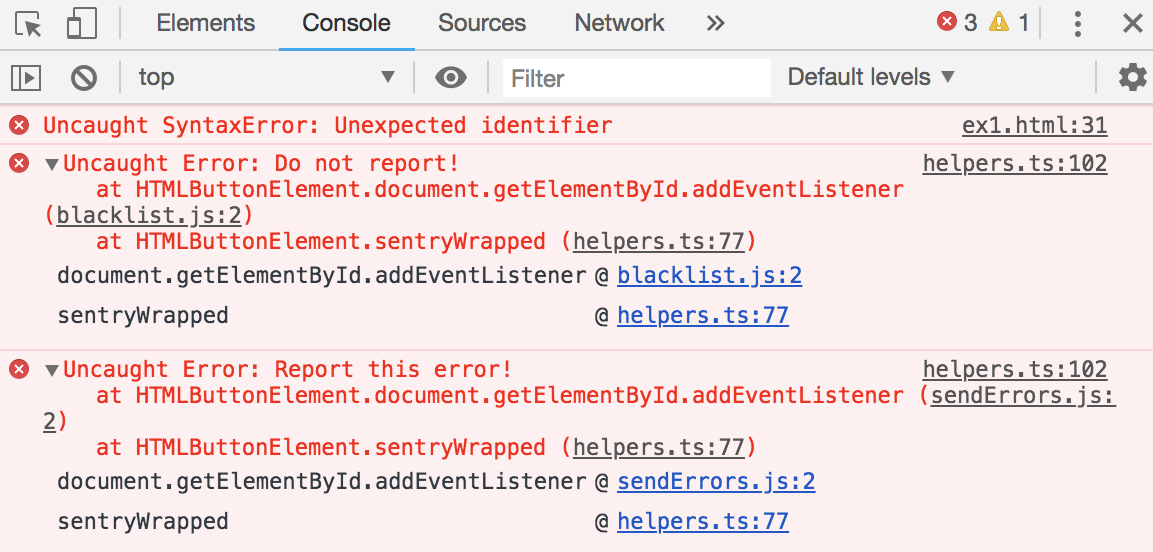 Elements Console Sources Network » 3 1
top Filter Default levels
Uncaught SyntaxError: Unexpected identifier ex1.html:31
Uncaught Error: Do not report! helpers.ts:102
at HTMLButtonElement.document.getElementById.addEventListener
(blacklist.js:2)
at HTMLButtonElement.sentryWrapped (helpers.ts:77)
document.getElementById.addEventListener @ blacklist.js:2
sentryWrapped @ helpers.ts:77
Uncaught Error: Report this error! helpers.ts:102
at HTMLButtonElement.document.getElementById.addEventListener (sendErrors.js:
2)
at HTMLButtonElement.sentryWrapped (helpers.ts:77)
document.getElementById.addEventListener @ sendErrors.js:2
sentryWrapped @ helpers.ts:77